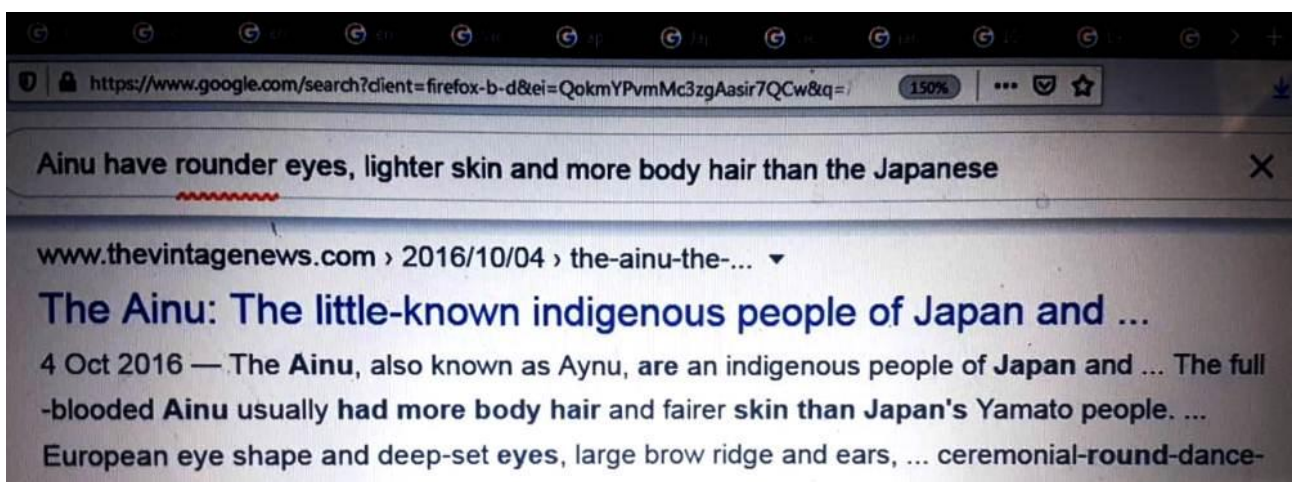 https://www.google.com/search?client=firefox-b-d&ei=QokmYPvmMc3zgAasir7QCw&q=
150%
Ainu have rounder eyes, lighter skin and more body hair than the Japanese
www.thevintagenews.com › 2016/10/04 › the-ainu-the-...
The Ainu: The little-known indigenous people of Japan and ...
4 Oct 2016 — The Ainu, also known as Aynu, are an indigenous people of Japan and ... The full
-blooded Ainu usually had more body hair and fairer skin than Japan's Yamato people. ...
European eye shape and deep-set eyes, large brow ridge and ears, ... ceremonial-round-dance-